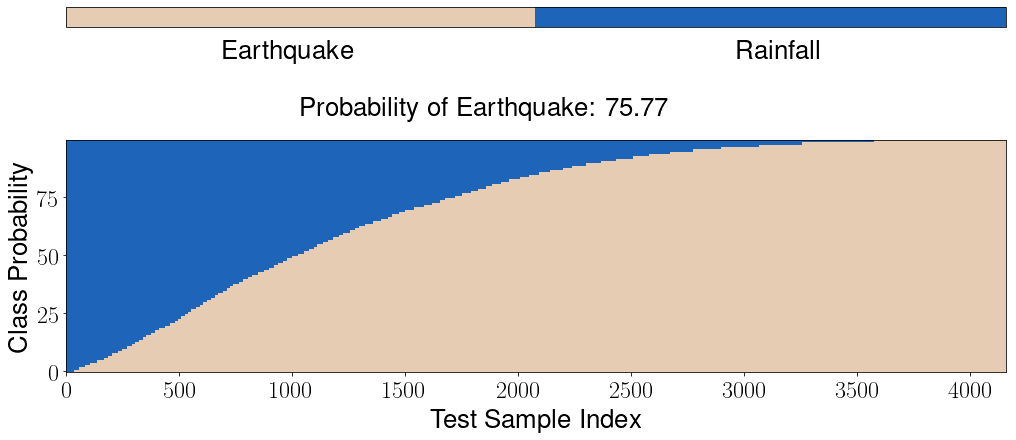 Earthquake Rainfall
Probability of Earthquake: 75.77
Class Probability
75
50
25
0
0 500 1000 1500 2000 2500 3000 3500 4000
Test Sample Index